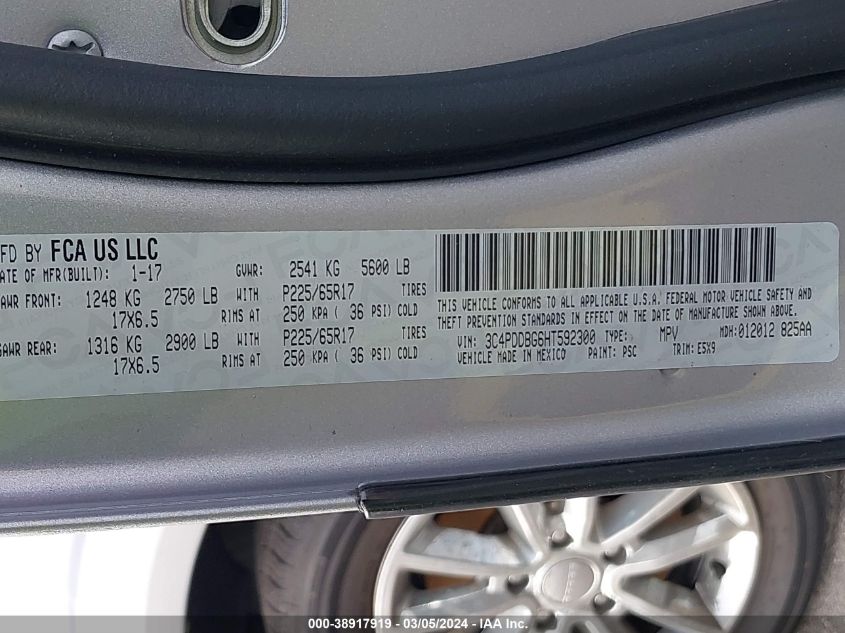 MFD BY FCA US LLC
DATE OF MFR(BUILT): 1-17 GVWR: 2541 KG 5600 LB
GAWR FRONT: 1248 KG 2750 LB WITH P225/65R17 TIRES
17X6.5 RIMS AT 250 KPA ( 36 PSI) COLD
GAWR REAR: 1316 KG 2900 LB WITH P225/65R17 TIRES
17X6.5 RIMS AT 250 KPA ( 36 PSI) COLD
THIS VEHICLE CONFORMS TO ALL APPLICABLE U.S.A. FEDERAL MOTOR VEHICLE SAFETY AND
THEFT PREVENTION STANDARDS IN EFFECT ON THE DATE OF MANUFACTURE SHOWN ABOVE.
VIN: 3C4PDDBG6HT592300 TYPE: MPV MDH:012012 825AA
VEHICLE MADE IN MEXICO PAINT: PSC TRIM: E5X9
000-38917919 - 03/05/2024 - IAA Inc.